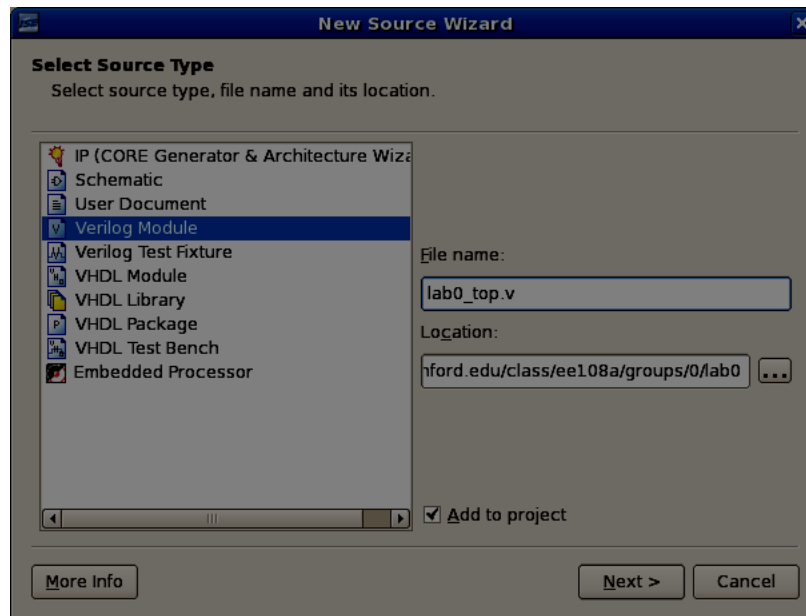 ISE
New Source Wizard
Select Source Type
Select source type, file name and its location.
IP (CORE Generator & Architecture Wiza
Schematic
User Document
Verilog Module
Verilog Test Fixture
VHDL Module
VHDL Library
VHDL Package
VHDL Test Bench
Embedded Processor
File name:
lab0_top.v
Location:
nford.edu/class/ee108a/groups/0/lab0
...
Add to project
More Info
Next >
Cancel